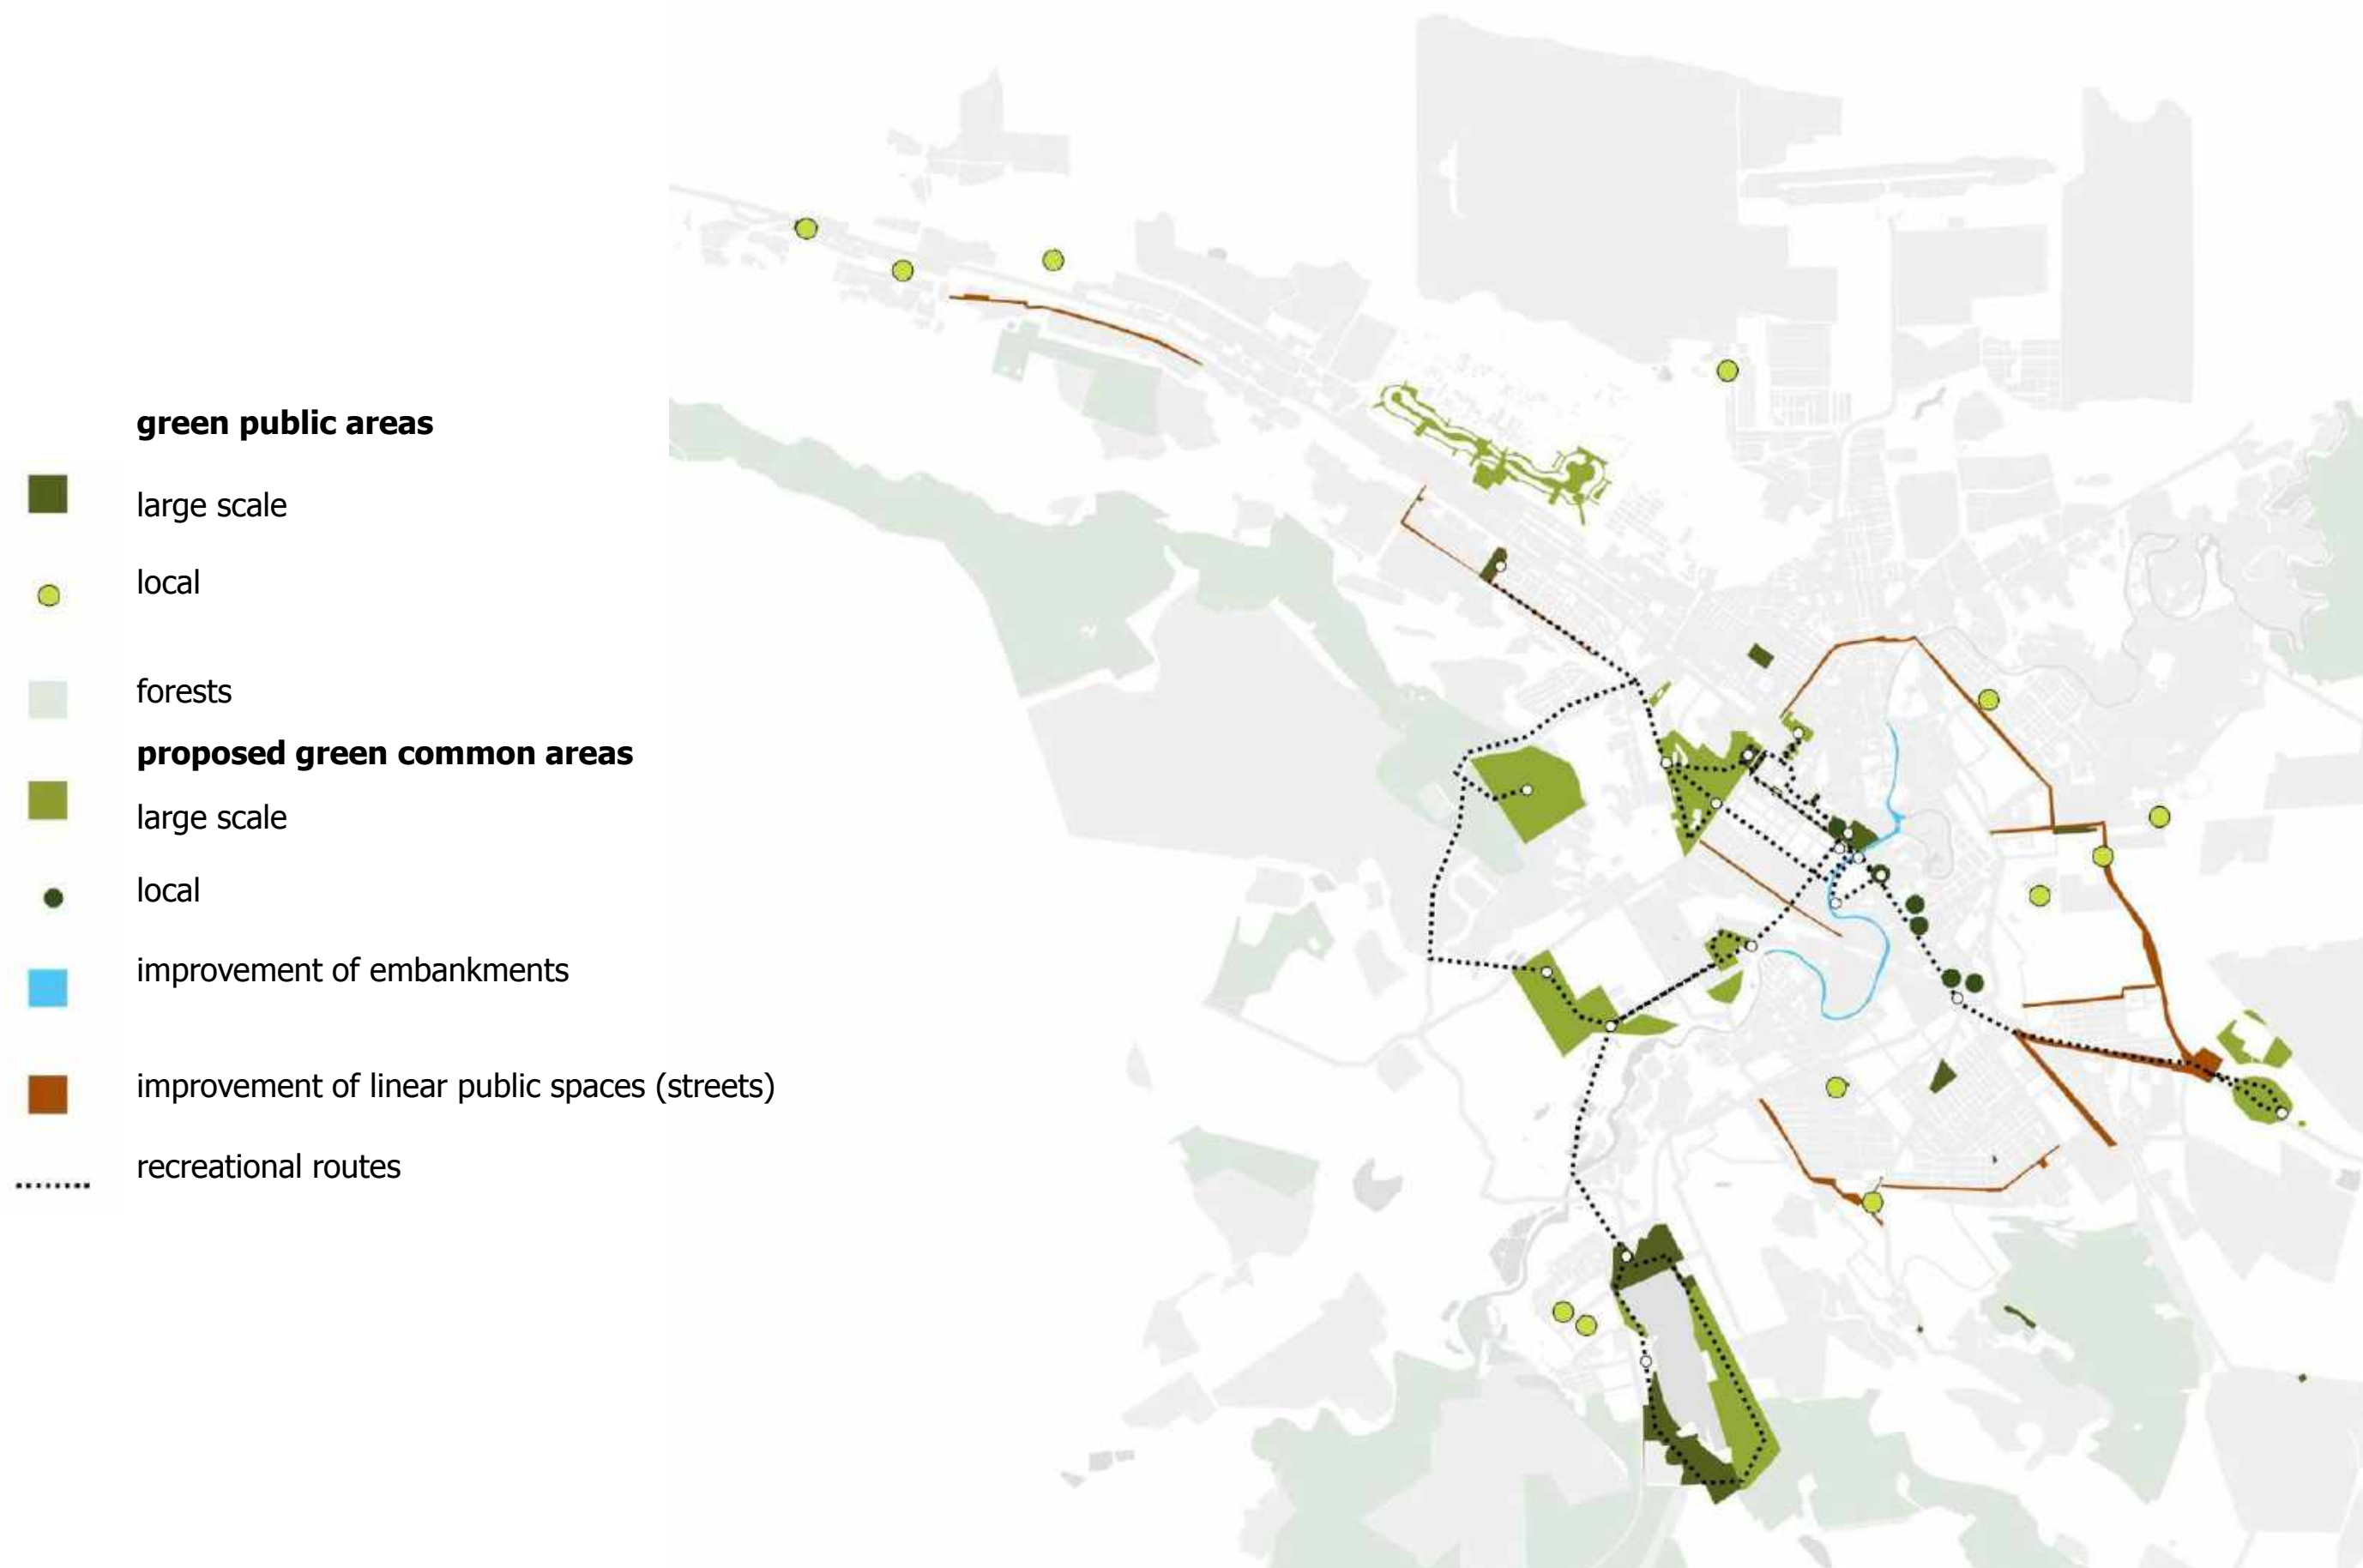 green public areas
large scale
local
forests
proposed green common areas
large scale
local
improvement of embankments
improvement of linear public spaces (streets)
recreational routes